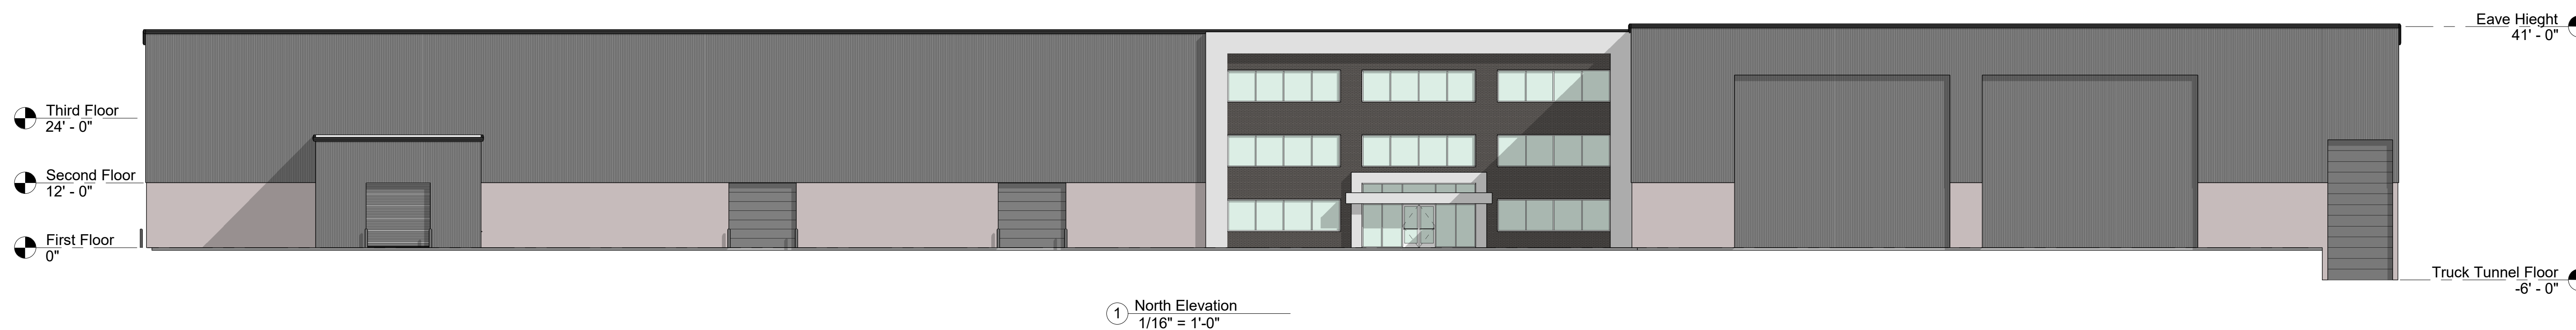 Third Floor
24' - 0"
Second Floor
12' - 0"
First Floor
0"
Eave Hieght
41' - 0"
Truck Tunnel Floor
-6' - 0"
1
North Elevation
1/16" = 1'-0"